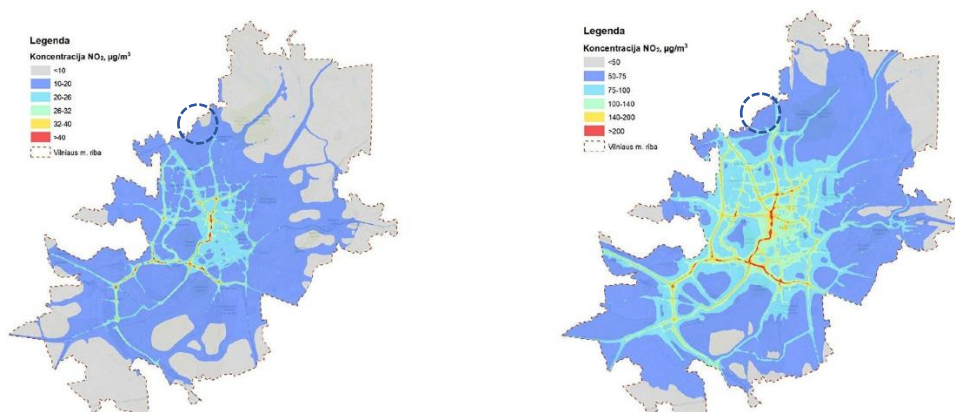 Legenda
Koncentracija NO₂, µg/m³
<10
10-20
20-26
26-32
32-40
>40
Vilniaus m. riba
Legenda
Koncentracija NO₂, µg/m³
<50
50-75
75-100
100-140
140-200
>200
Vilniaus m. riba